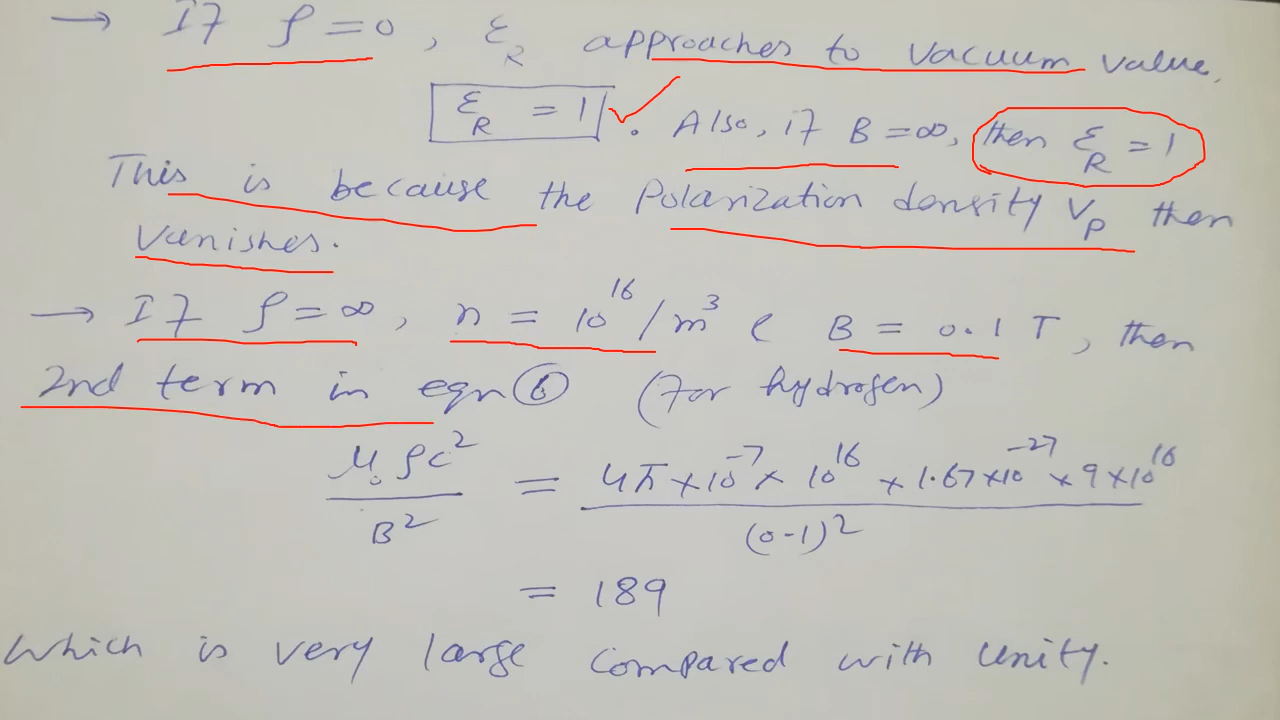 → If ρ = 0, ε_R approaches to vacuum value,
ε_R = 1. Also, if B = ∞, then ε_R = 1
This is because the polarization density V_p then
vanishes.
→ If ρ = ∞, n = 10^16 / m^3 & B = 0.1 T, then
2nd term in eqn ⑥ (for hydrogen)
μ₀ρc^2 / B^2 = 4π × 10^-7 × 10^16 × 1.67 × 10^-27 × 9 × 10^16 / (0.1)^2
= 189
which is very large compared with unity.